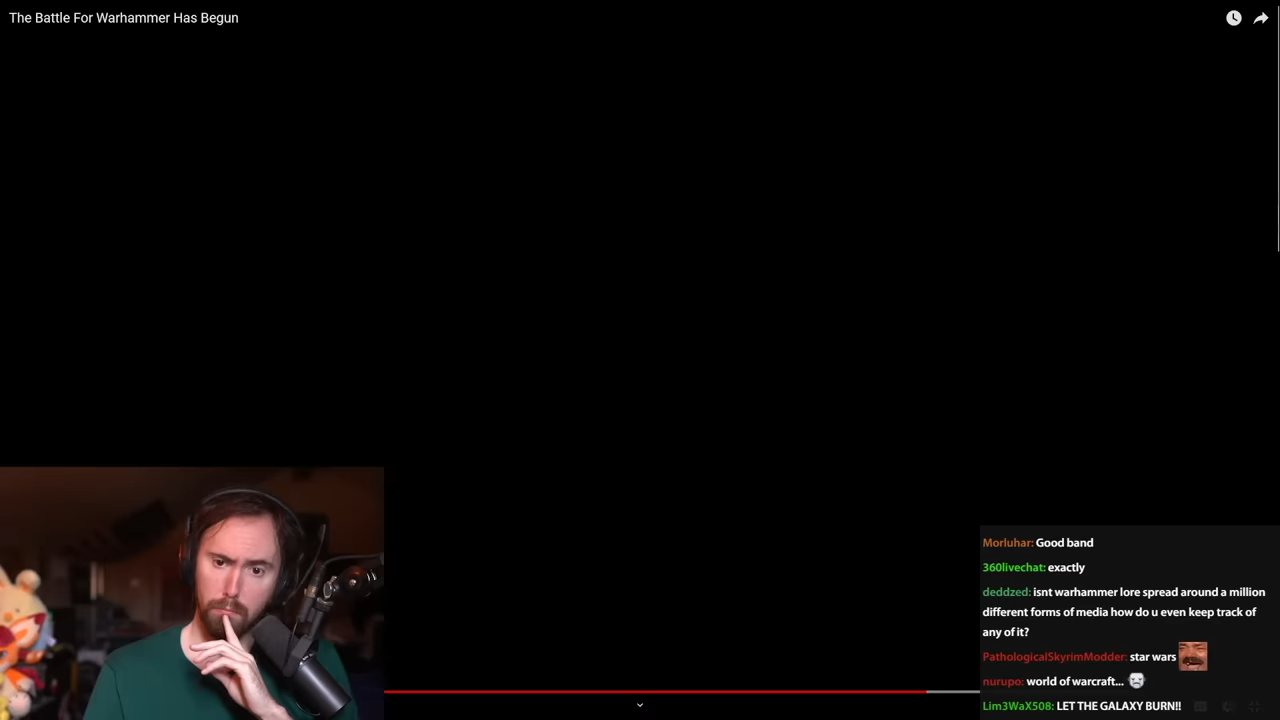 The Battle For Warhammer Has Begun
Morluhar: Good band
360livechat: exactly
deddzed: isnt warhammer lore spread around a million
different forms of media how do u even keep track of
any of it?
PathologicalSkyrimModder: star wars
nurupo: world of warcraft...
Lim3WaX508: LET THE GALAXY BURN!!